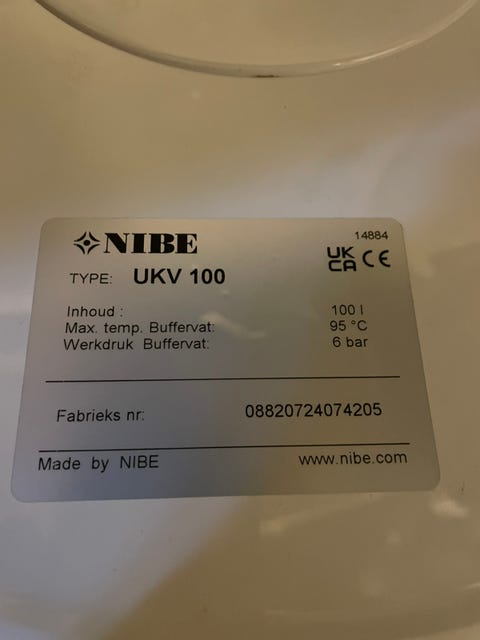 NIBE
14884
UK
CA CE
TYPE: UKV 100
Inhoud : 100 l
Max. temp. Buffervat: 95 °C
Werkdruk Buffervat: 6 bar
Fabrieks nr: 08820724074205
Made by NIBE www.nibe.com